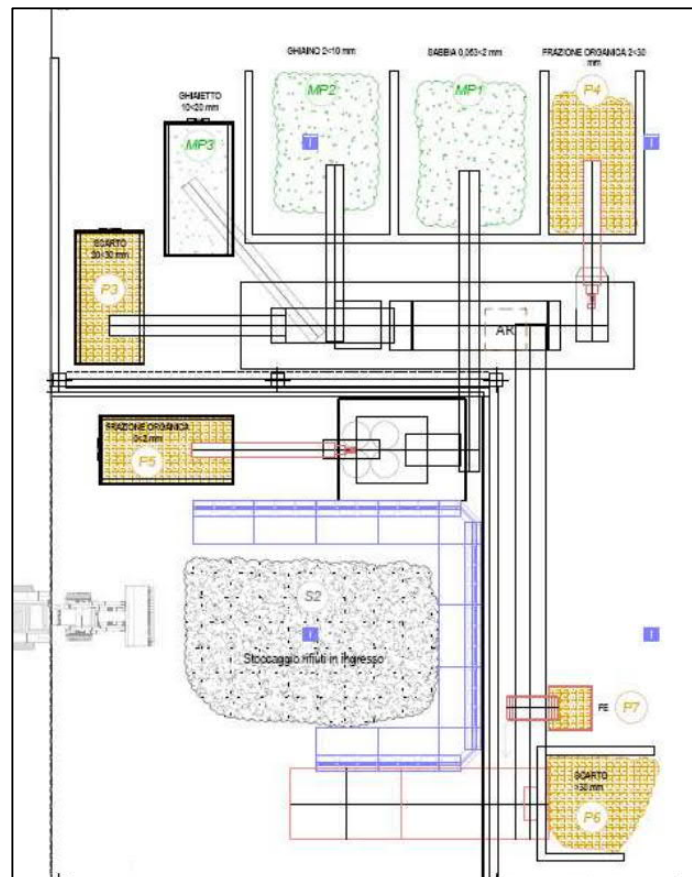 GHIAINO 2<10 mm
SABBIA 0,063<2 mm
FRAZIONE ORGANICA 2<30
mm
MP2
MP1
P4
GHIAIETTO
10<20 mm
MP3
SCARTO
20<30 mm
P3
AR
FRAZIONE ORGANICA
0<2 mm
P5
S2
Stoccaggio rifiuti in ingresso
FE
P7
SCARTO
>30 mm
P6